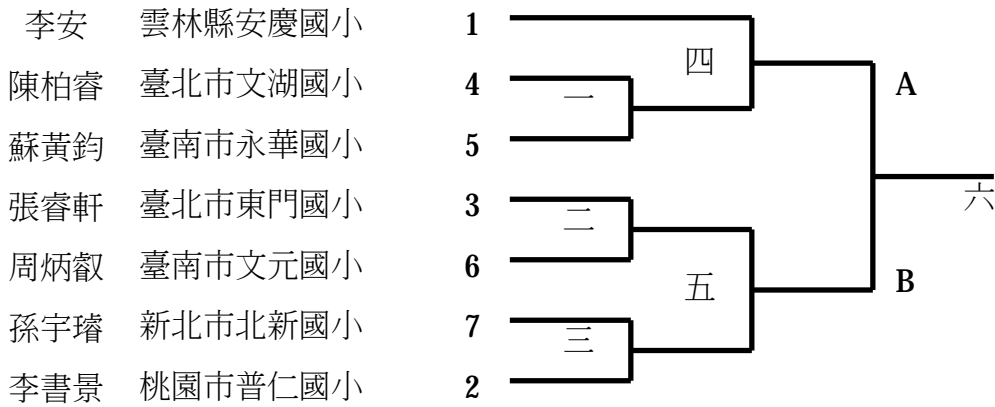 李安 雲林縣安慶國小 1
四
陳柏睿 臺北市文湖國小 4
一
A
蘇黃鈞 臺南市永華國小 5
張睿軒 臺北市東門國小 3
二
六
周炳叡 臺南市文元國小 6
五
B
孫宇璿 新北市北新國小 7
三
李書景 桃園市普仁國小 2